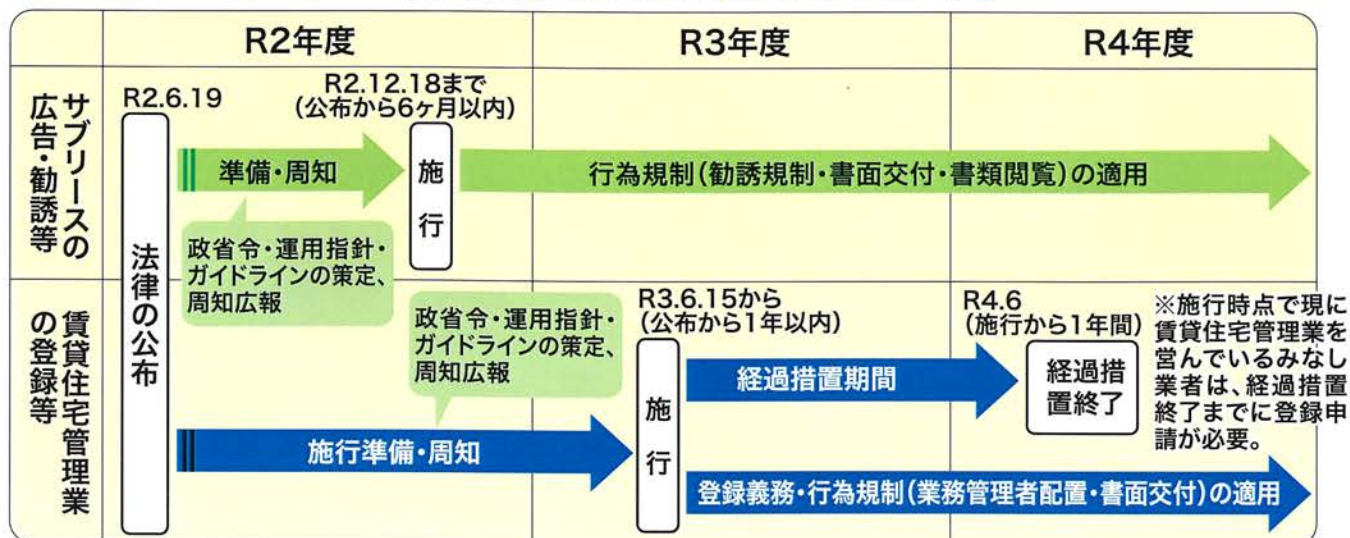 R2年度
R3年度
R4年度
サブリースの
広告・勧誘等
R2.6.19
法律の公布
準備・周知
R2.12.18まで
(公布から6ヶ月以内)
施行
行為規制(勧誘規制・書面交付・書類閲覧)の適用
政省令・運用指針・
ガイドラインの策定、
周知広報
賃貸住宅管理業
の登録等
政省令・運用指針・
ガイドラインの策定、
周知広報
施行準備・周知
R3.6.15から
(公布から1年以内)
施行
経過措置期間
R4.6
(施行から1年間)
経過措
置終了
※施行時点で現に
賃貸住宅管理業を
営んでいるみなし
業者は、経過措置
終了までに登録申
請が必要。
登録義務・行為規制(業務管理者配置・書面交付)の適用